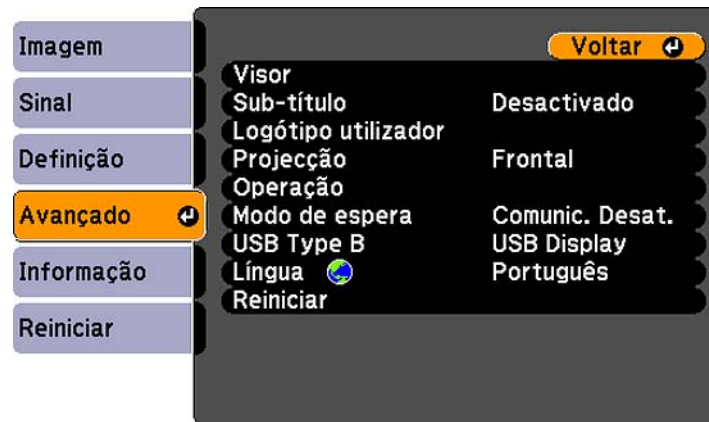 Imagem
Sinal
Definição
Avançado
Informação
Reiniciar
Voltar
Visor
Sub-título Desactivado
Logótipo utilizador
Projecção Frontal
Operação
Modo de espera Comunic. Desat.
USB Type B USB Display
Língua Português
Reiniciar